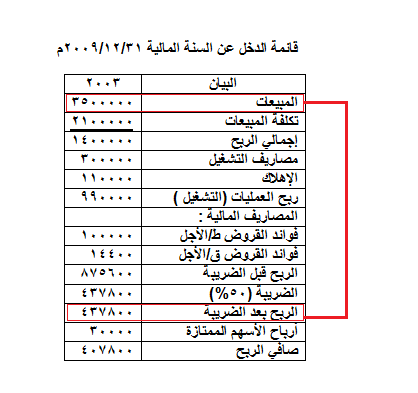 قائمة الدخل عن السنة المالية ٢٠٠٩/١٢/٣١م
البيان ٢٠٠٣
المبيعات ٣٥٠٠٠٠٠
تكلفة المبيعات ٢١٠٠٠٠٠
إجمالي الربح ١٤٠٠٠٠٠
مصاريف التشغيل ٣٠٠٠٠٠
الإهلاك ١١٠٠٠٠
ربح العمليات (التشغيل ) ٩٩٠٠٠٠
المصاريف المالية :
فوائد القروض ط/الأجل ١٠٠٠٠٠
فوائد القروض ق/الأجل ١٤٤٠٠
الربح قبل الضريبة ٨٧٥٦٠٠
الضريبة (٥٠%) ٤٣٧٨٠٠
الربح بعد الضريبة ٤٣٧٨٠٠
أرباح الأسهم الممتازة ٣٠٠٠٠
صافي الربح ٤٠٧٨٠٠